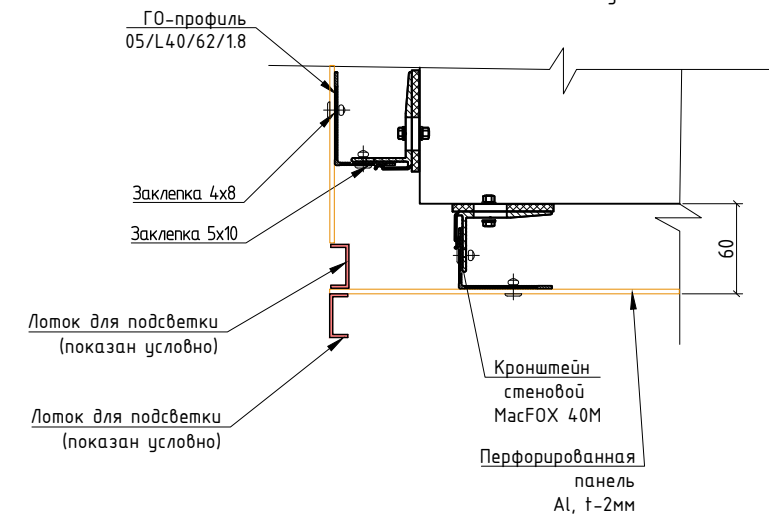 ГО-профиль
05/L40/62/1.8
Заклепка 4х8
Заклепка 5х10
60
Лоток для подсветки
(показан условно)
Кронштейн
стеновой
MacFOX 40М
Лоток для подсветки
(показан условно)
Перфорированная
панель
Al, t-2мм